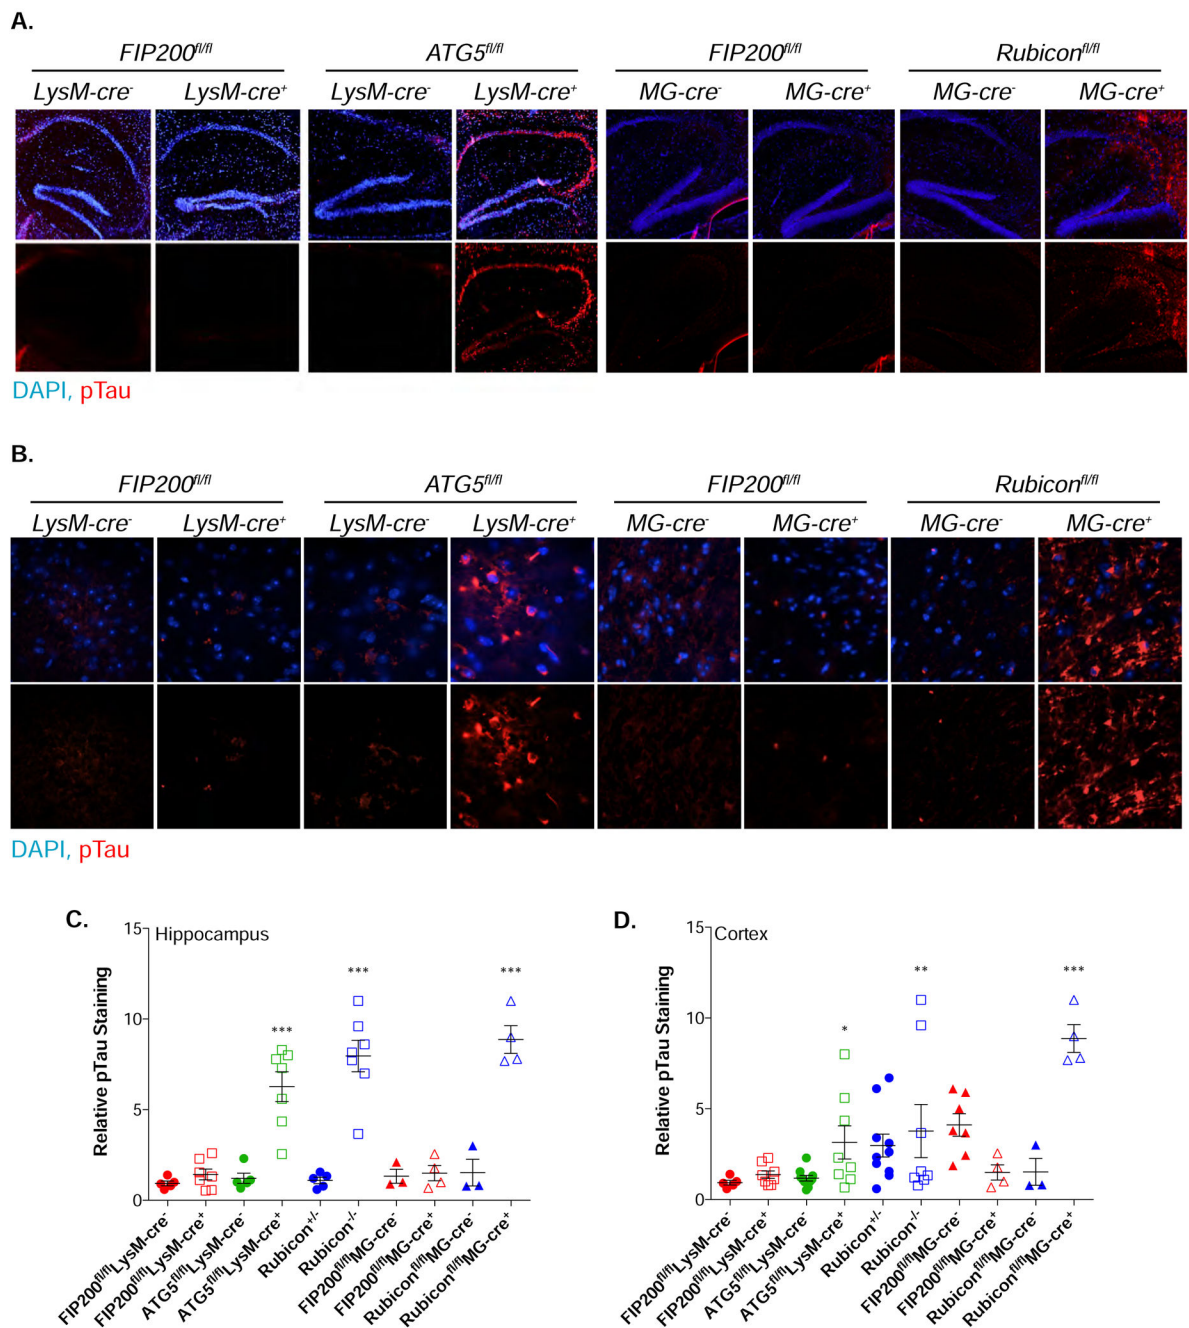 A.
FIP200fl/fl ATG5fl/fl FIP200fl/fl Rubiconfl/fl
LysM-cre- LysM-cre+ LysM-cre- LysM-cre+ MG-cre- MG-cre+ MG-cre- MG-cre+
DAPI, pTau
B.
FIP200fl/fl ATG5fl/fl FIP200fl/fl Rubiconfl/fl
LysM-cre- LysM-cre+ LysM-cre- LysM-cre+ MG-cre- MG-cre+ MG-cre- MG-cre+
DAPI, pTau
C.
Hippocampus
Relative pTau Staining
15
10
5
0
***
***
***
FIP200fl/flLysM-cre-
FIP200fl/flLysM-cre+
ATG5fl/flLysM-cre-
ATG5fl/flLysM-cre+
Rubicon+/-
Rubicon-/-
FIP200fl/flMG-cre-
FIP200fl/flMG-cre+
Rubiconfl/flMG-cre-
Rubiconfl/flMG-cre+
D.
Cortex
Relative pTau Staining
15
10
5
0
*
**
***
FIP200fl/flLysM-cre-
FIP200fl/flLysM-cre+
ATG5fl/flLysM-cre-
ATG5fl/flLysM-cre+
Rubicon+/-
Rubicon-/-
FIP200fl/flMG-cre-
FIP200fl/flMG-cre+
Rubiconfl/flMG-cre-
Rubiconfl/flMG-cre+